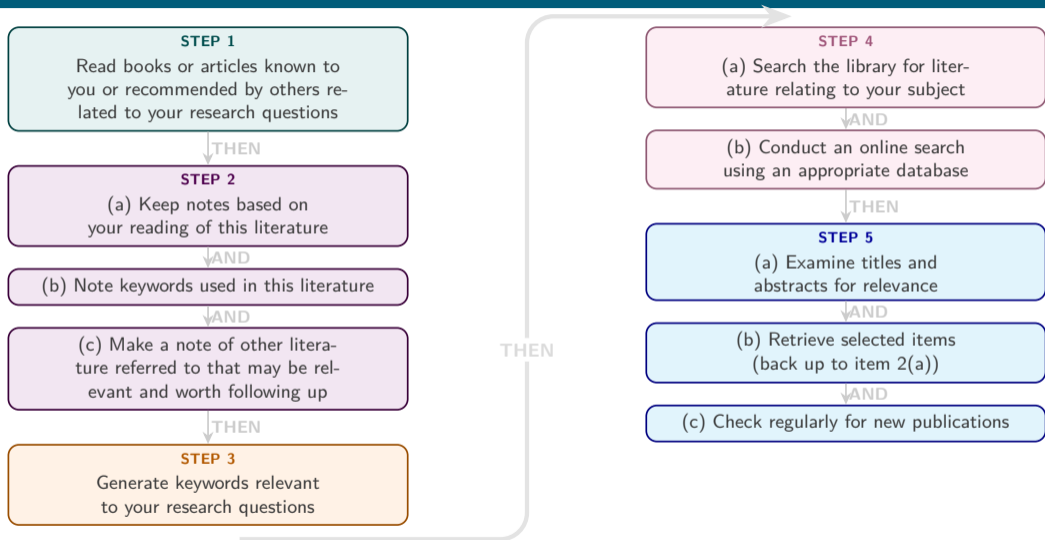 STEP 1
Read books or articles known to
you or recommended by others re-
lated to your research questions
THEN
STEP 2
(a) Keep notes based on
your reading of this literature
AND
(b) Note keywords used in this literature
AND
(c) Make a note of other litera-
ture referred to that may be rel-
evant and worth following up
THEN
STEP 3
Generate keywords relevant
to your research questions
THEN
STEP 4
(a) Search the library for liter-
ature relating to your subject
AND
(b) Conduct an online search
using an appropriate database
THEN
STEP 5
(a) Examine titles and
abstracts for relevance
AND
(b) Retrieve selected items
(back up to item 2(a))
AND
(c) Check regularly for new publications